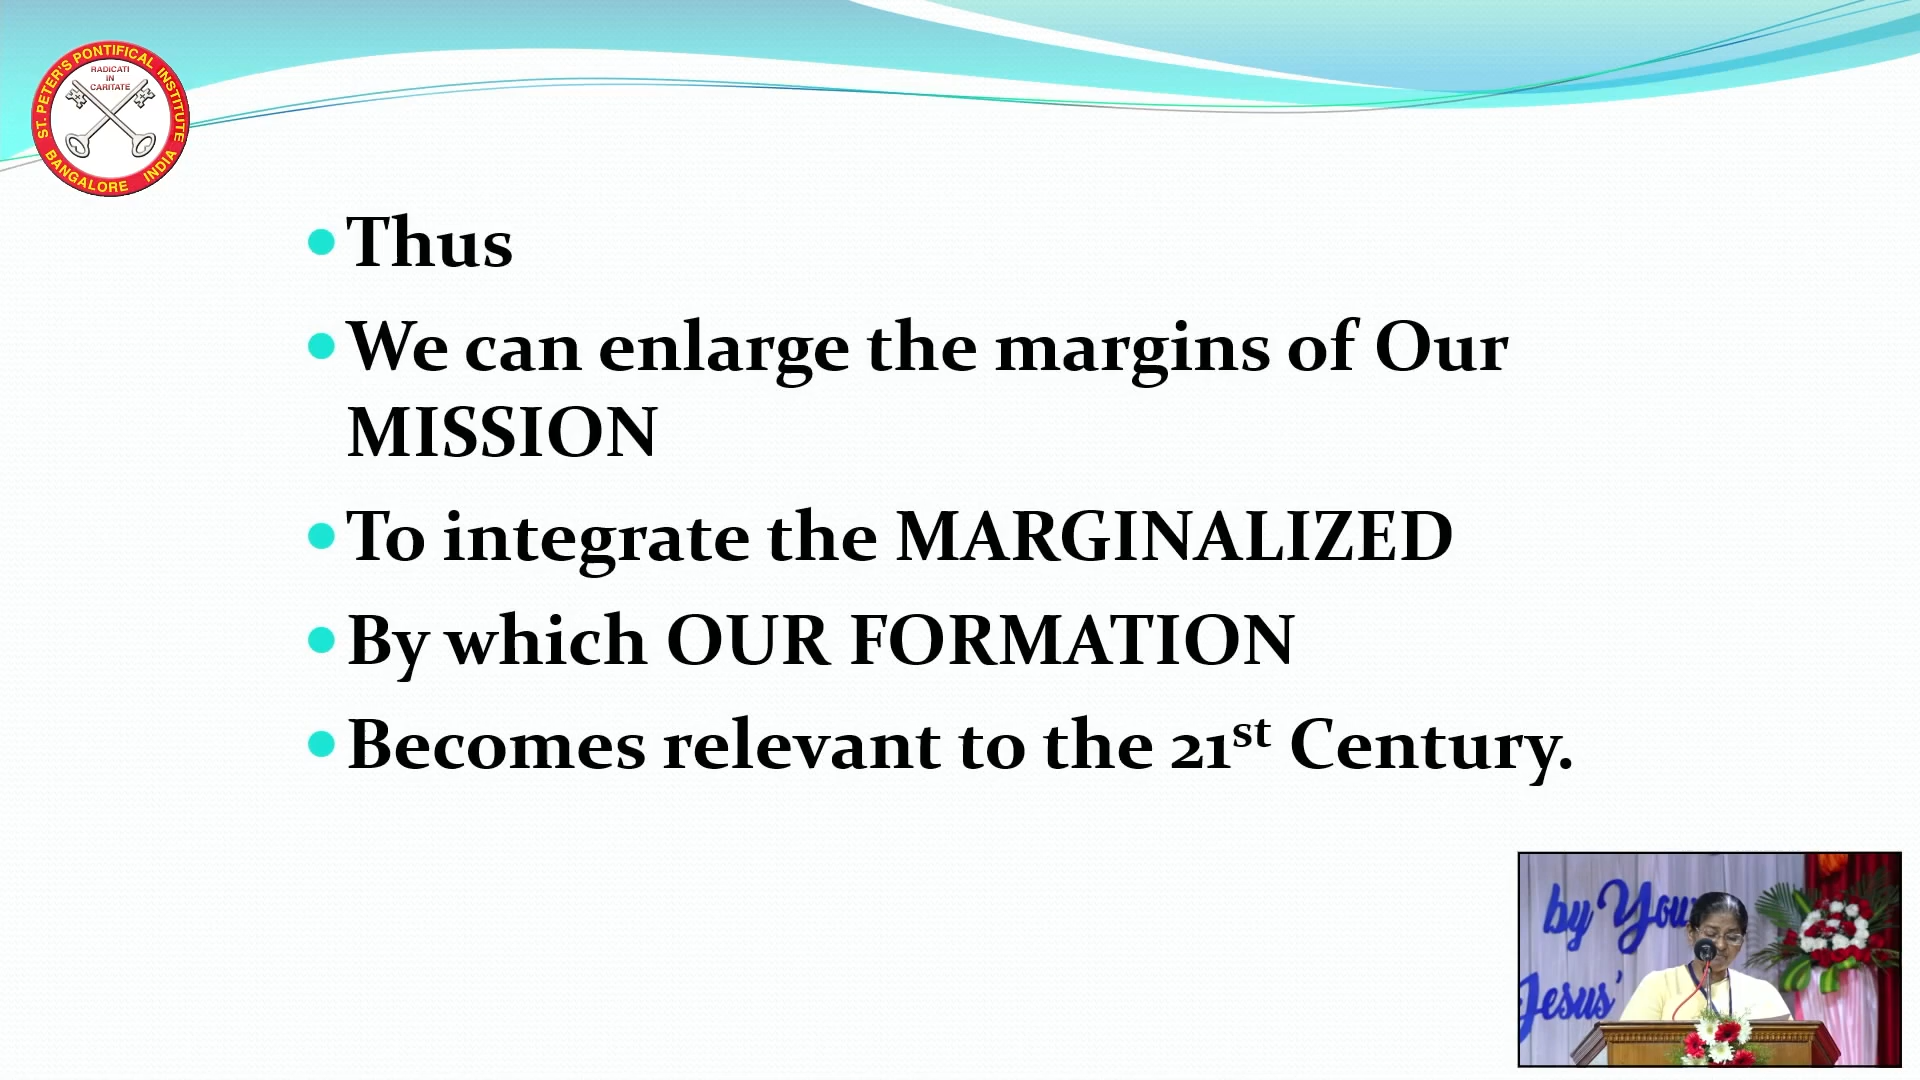 ST. PETER'S PONTIFICAL INSTITUTE
RADICATI
IN
CARITATE
BANGALORE INDIA
• Thus
• We can enlarge the margins of Our
MISSION
• To integrate the MARGINALIZED
• By which OUR FORMATION
• Becomes relevant to the 21st Century.
by You
Jesus'